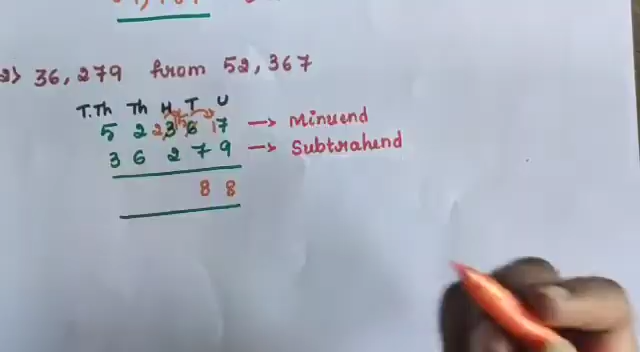 2) 36,279 from 52,367
T.Th Th H T U
5 2 3 6 7 → Minuend
3 6 2 7 9 → Subtrahend
8 8